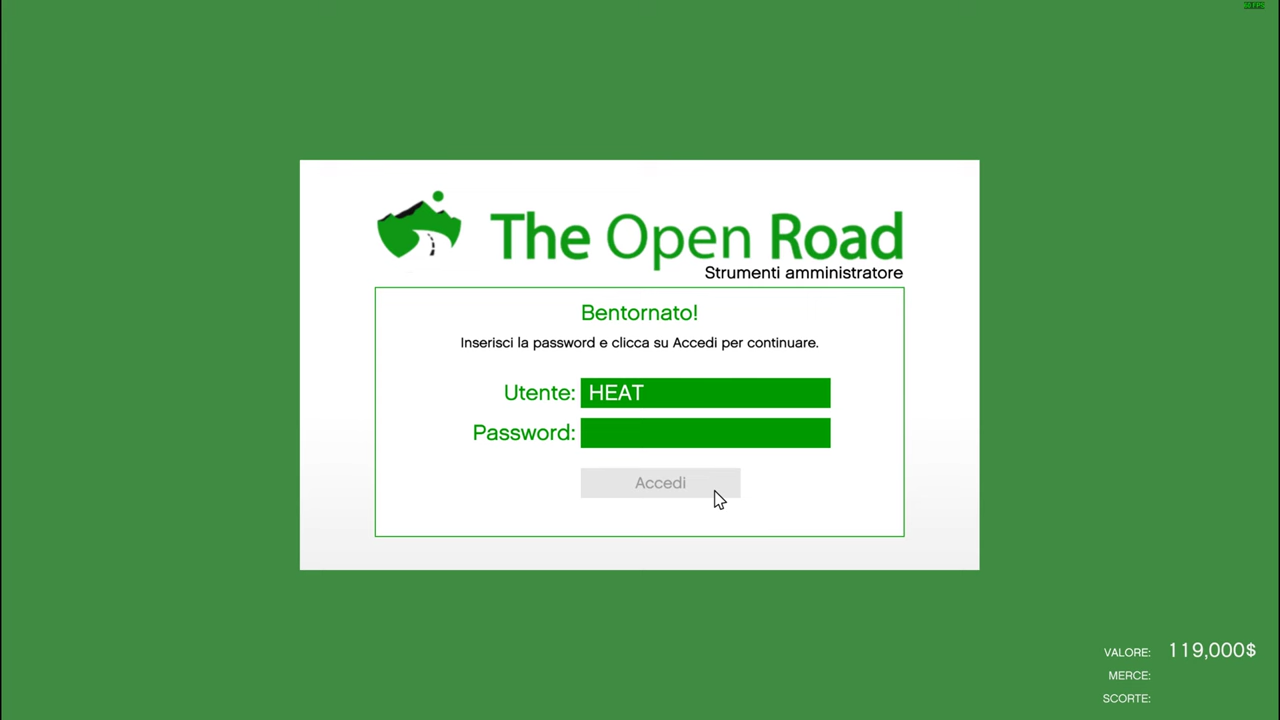 The Open Road
Strumenti amministratore
Bentornato!
Inserisci la password e clicca su Accedi per continuare.
Utente: HEAT
Password:
Accedi
VALORE: 119,000$
MERCE:
SCORTE: